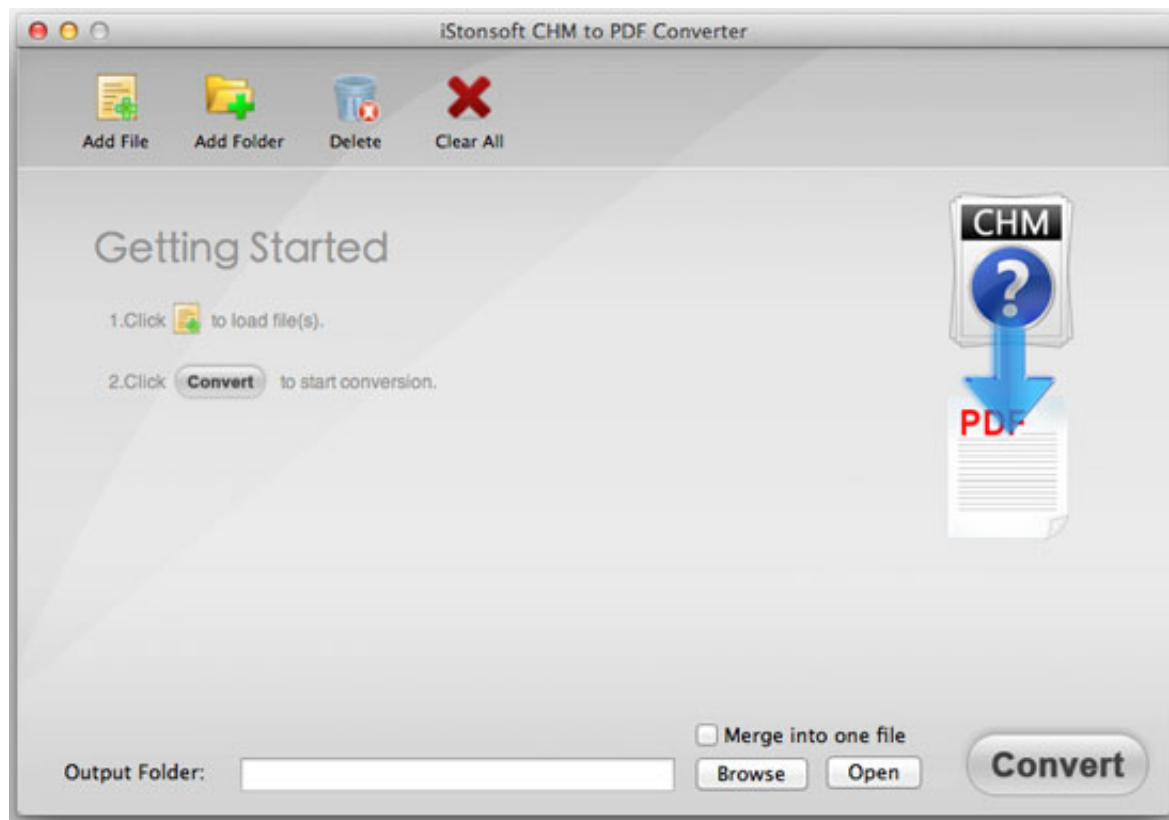 iStonsoft CHM to PDF Converter
Add File Add Folder Delete Clear All
Getting Started
1.Click to load file(s).
2.Click Convert to start conversion.
CHM
?
PDF
Merge into one file
Output Folder: Browse Open Convert